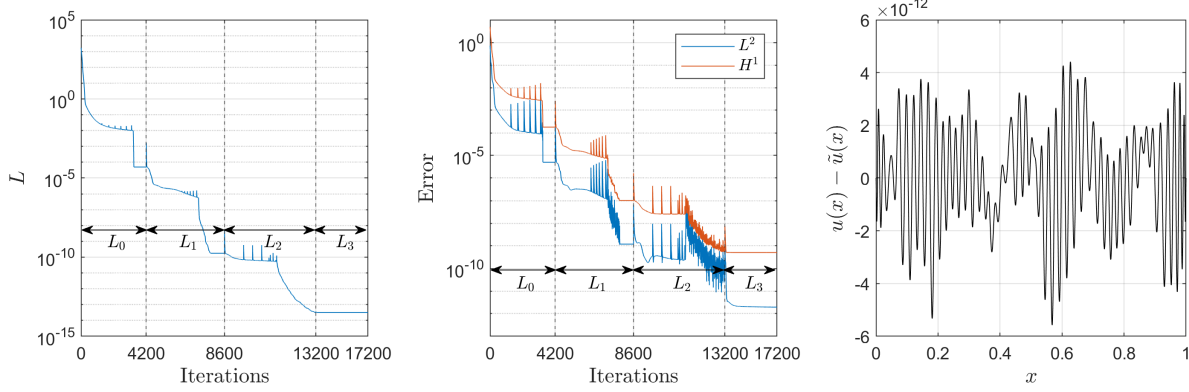 10^5
10^0
10^-5
10^-10
10^-15
L
L_0
L_1
L_2
L_3
0
4200
8600
13200
17200
Iterations
10^0
10^-5
10^-10
Error
L^2
H^1
L_0
L_1
L_2
L_3
0
4200
8600
13200
17200
Iterations
×10^-12
6
4
2
0
-2
-4
-6
u(x) − ũ(x)
0
0.2
0.4
0.6
0.8
1
x